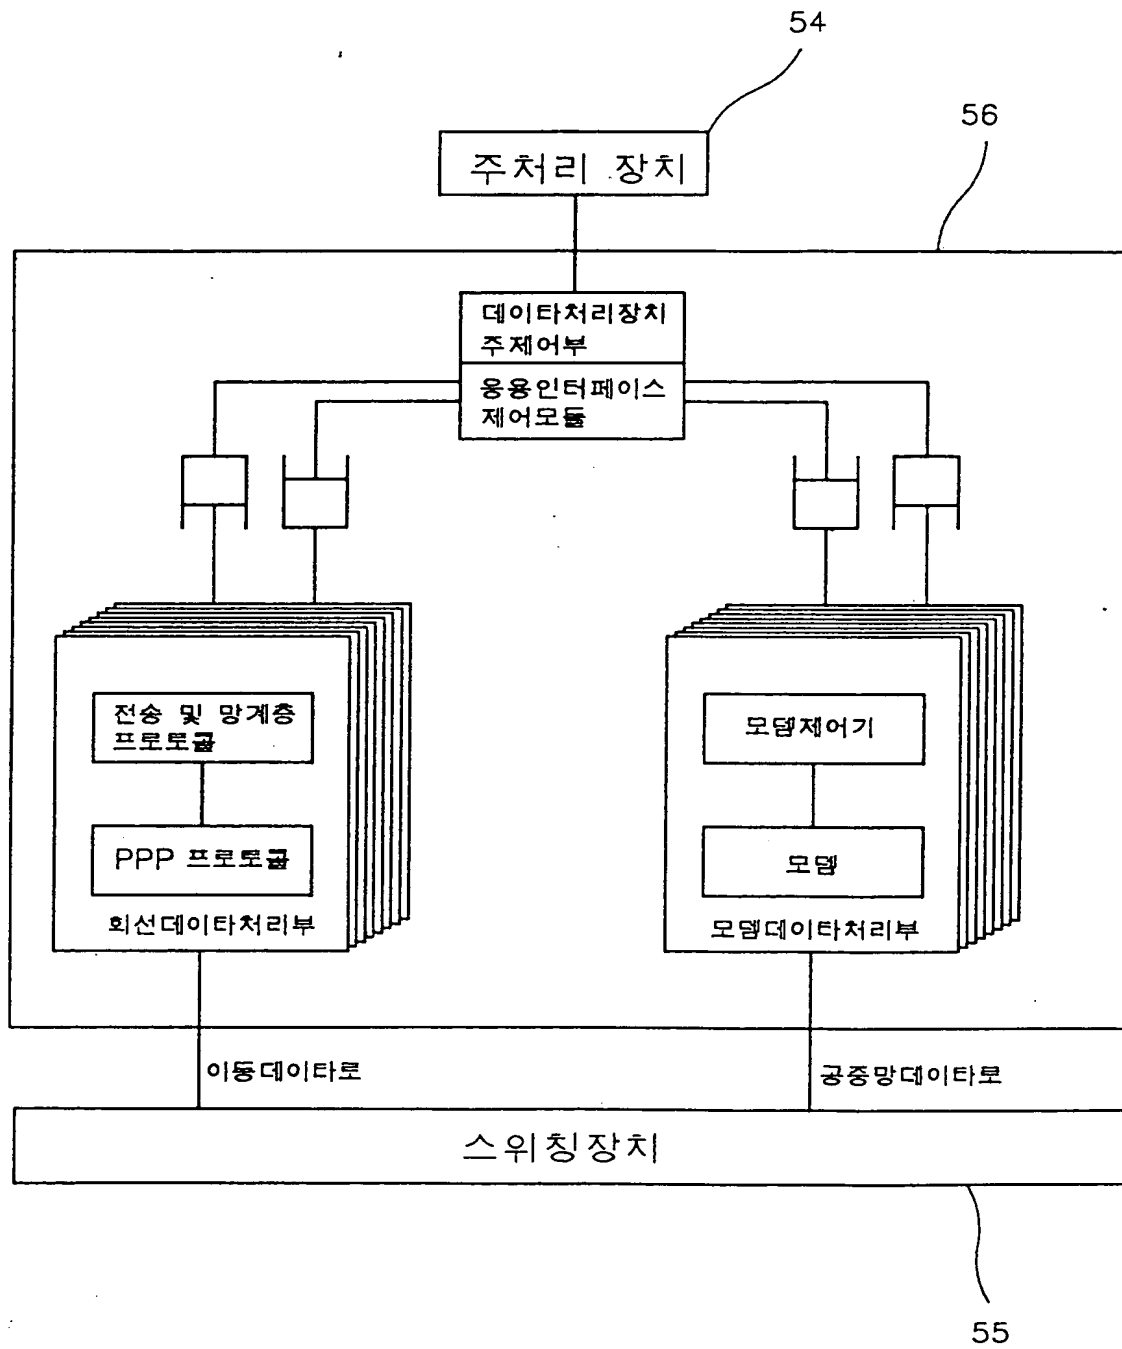 54
56
주처리 장치
데이타처리장치
주제어부
응용인터페이스
제어모듈
전송 및 망계층
프로토콜
PPP 프로토콜
회선데이타처리부
모뎀제어기
모뎀
모뎀데이타처리부
이동데이타로
공중망데이타로
스위칭장치
55